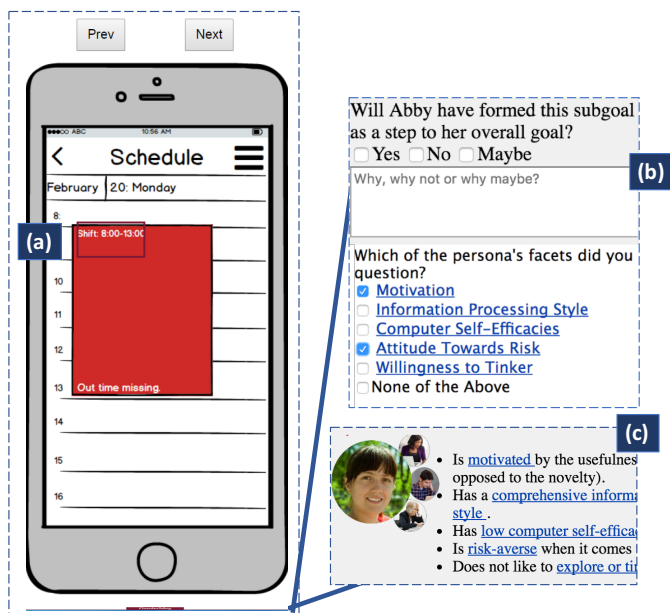 Prev Next
ABC 10:56 AM
Schedule
February 20: Monday
8:
Shift: 8:00-13:00
(a)
10
11
12
13 Out time missing.
14
15
16
Will Abby have formed this subgoal
as a step to her overall goal?
Yes No Maybe
(b)
Why, why not or why maybe?
Which of the persona's facets did you
question?
Motivation
Information Processing Style
Computer Self-Efficacies
Attitude Towards Risk
Willingness to Tinker
None of the Above
(c)
Is motivated by the usefulnes
opposed to the novelty).
Has a comprehensive informa
style .
Has low computer self-effica
Is risk-averse when it comes
Does not like to explore or tin